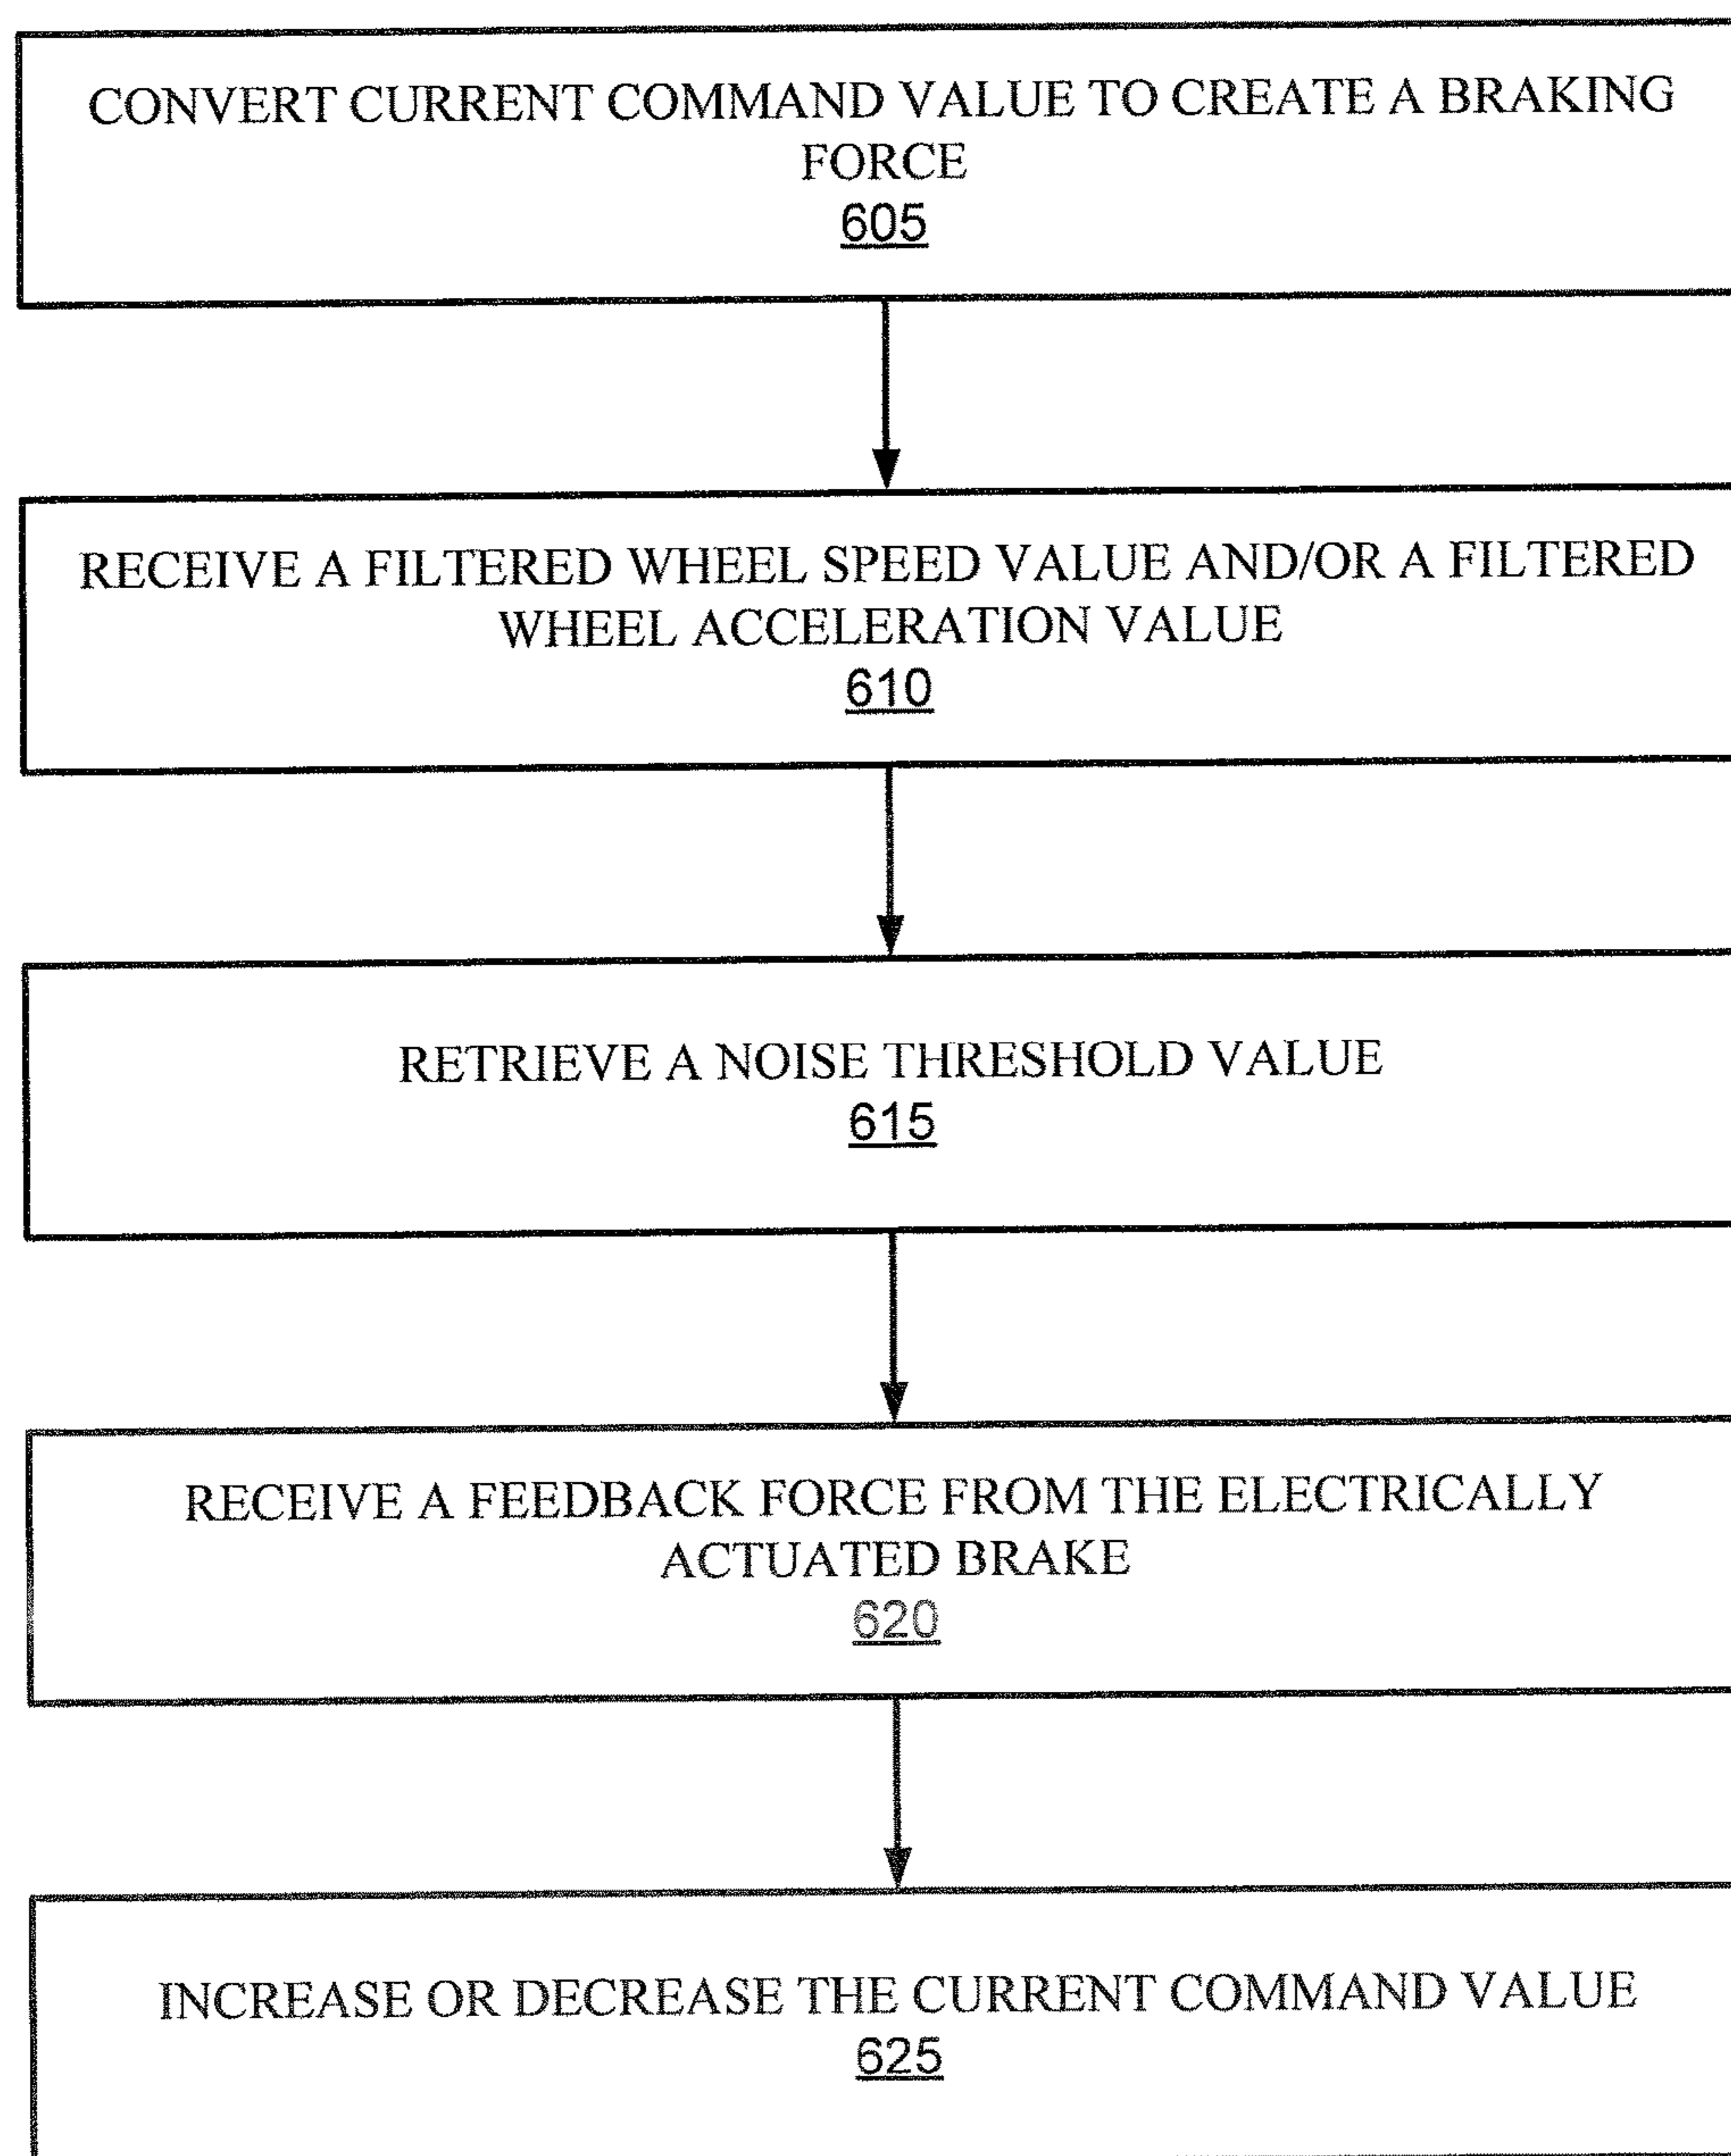 CONVERT CURRENT COMMAND VALUE TO CREATE A BRAKING
FORCE
605
RECEIVE A FILTERED WHEEL SPEED VALUE AND/OR A FILTERED
WHEEL ACCELERATION VALUE
610
RETRIEVE A NOISE THRESHOLD VALUE
615
RECEIVE A FEEDBACK FORCE FROM THE ELECTRICALLY
ACTUATED BRAKE
620
INCREASE OR DECREASE THE CURRENT COMMAND VALUE
625